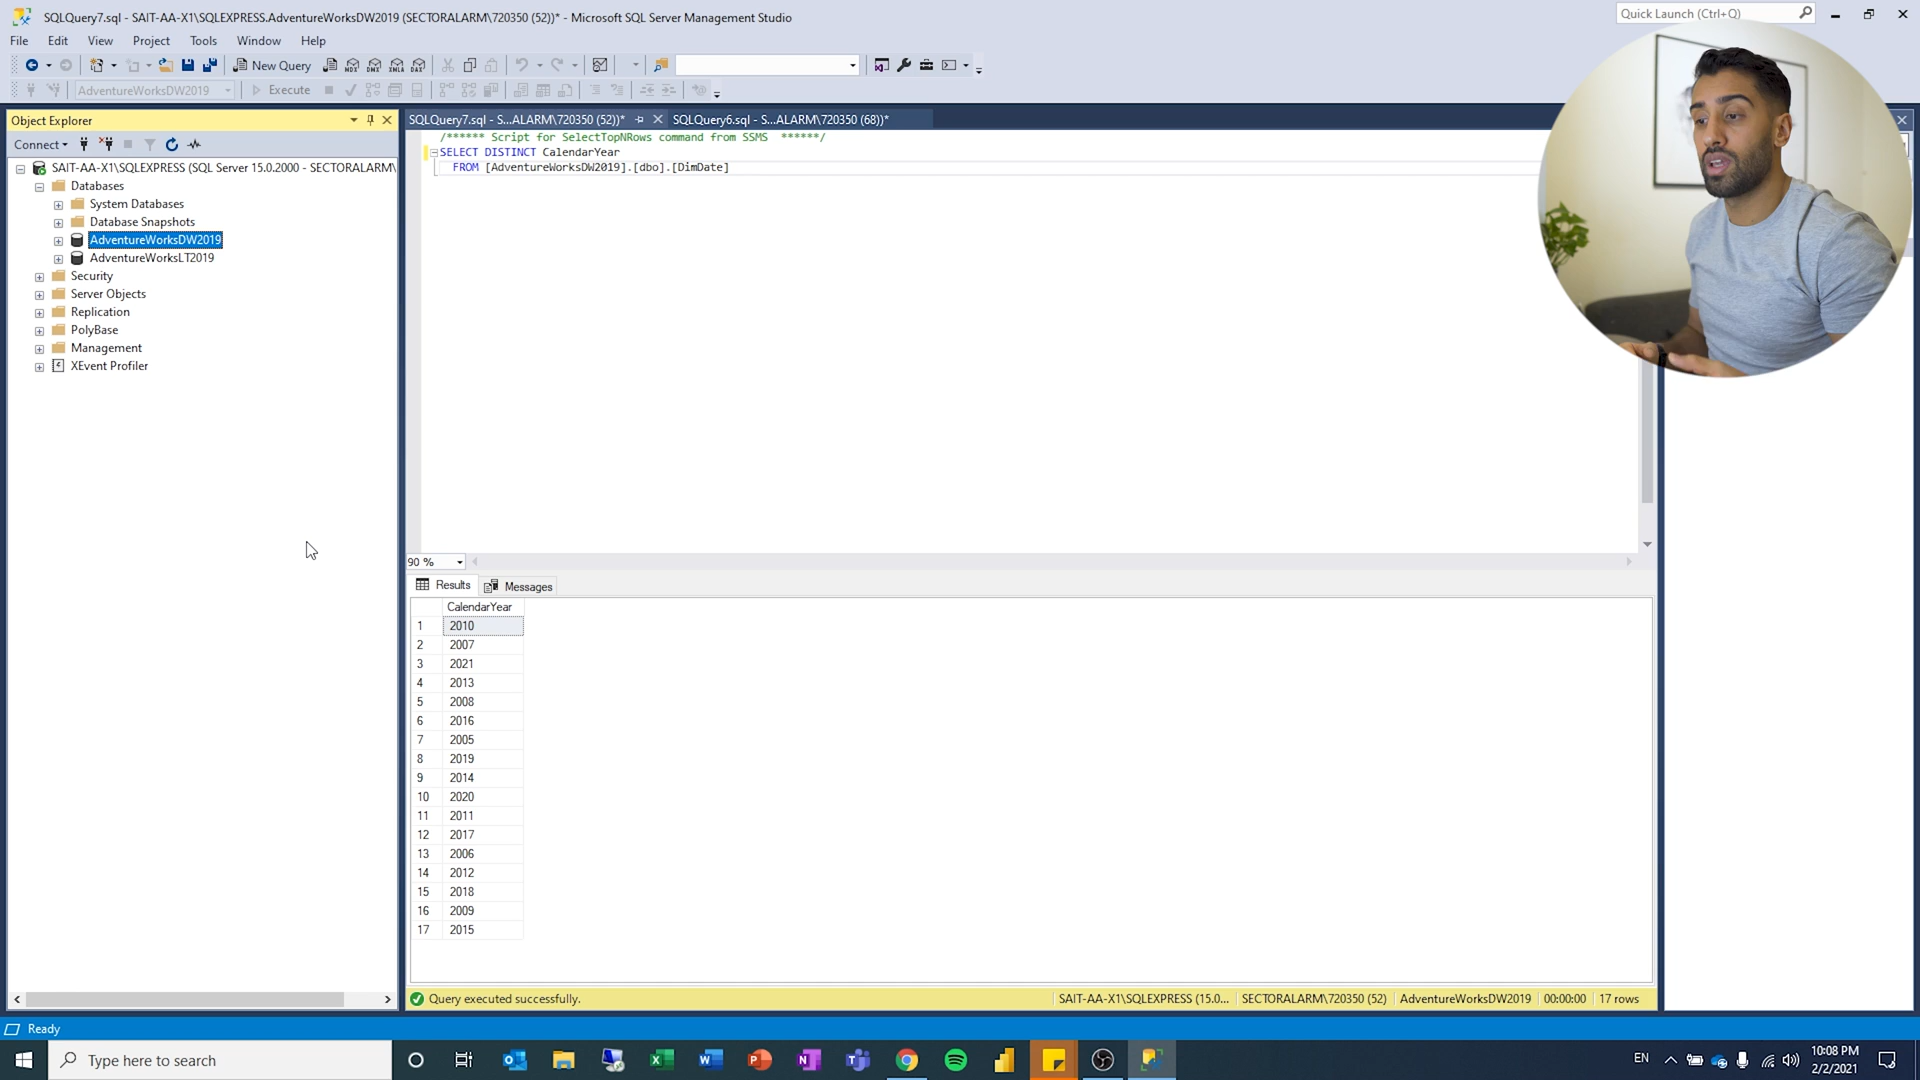 SQLQuery7.sql - SAIT-AA-X1\SQLEXPRESS.AdventureWorksDW2019 (SECTORALARM\720350 (52))* - Microsoft SQL Server Management Studio
Quick Launch (Ctrl+Q)
File Edit View Project Tools Window Help
New Query
AdventureWorksDW2019 Execute
Object Explorer
SQLQuery7.sql - S...ALARM\720350 (52))* SQLQuery6.sql - S...ALARM\720350 (68))*
Connect
SAIT-AA-X1\SQLEXPRESS (SQL Server 15.0.2000 - SECTORALARM\
Databases
System Databases
Database Snapshots
AdventureWorksDW2019
AdventureWorksLT2019
Security
Server Objects
Replication
PolyBase
Management
XEvent Profiler
/****** Script for SelectTopNRows command from SSMS ******/
SELECT DISTINCT CalendarYear
FROM [AdventureWorksDW2019].[dbo].[DimDate]
90 %
Results Messages
CalendarYear
1 2010
2 2007
3 2021
4 2013
5 2008
6 2016
7 2005
8 2019
9 2014
10 2020
11 2011
12 2017
13 2006
14 2012
15 2018
16 2009
17 2015
Query executed successfully. SAIT-AA-X1\SQLEXPRESS (15.0... SECTORALARM\720350 (52) AdventureWorksDW2019 00:00:00 17 rows
Ready
Type here to search
EN
10:08 PM
2/2/2021